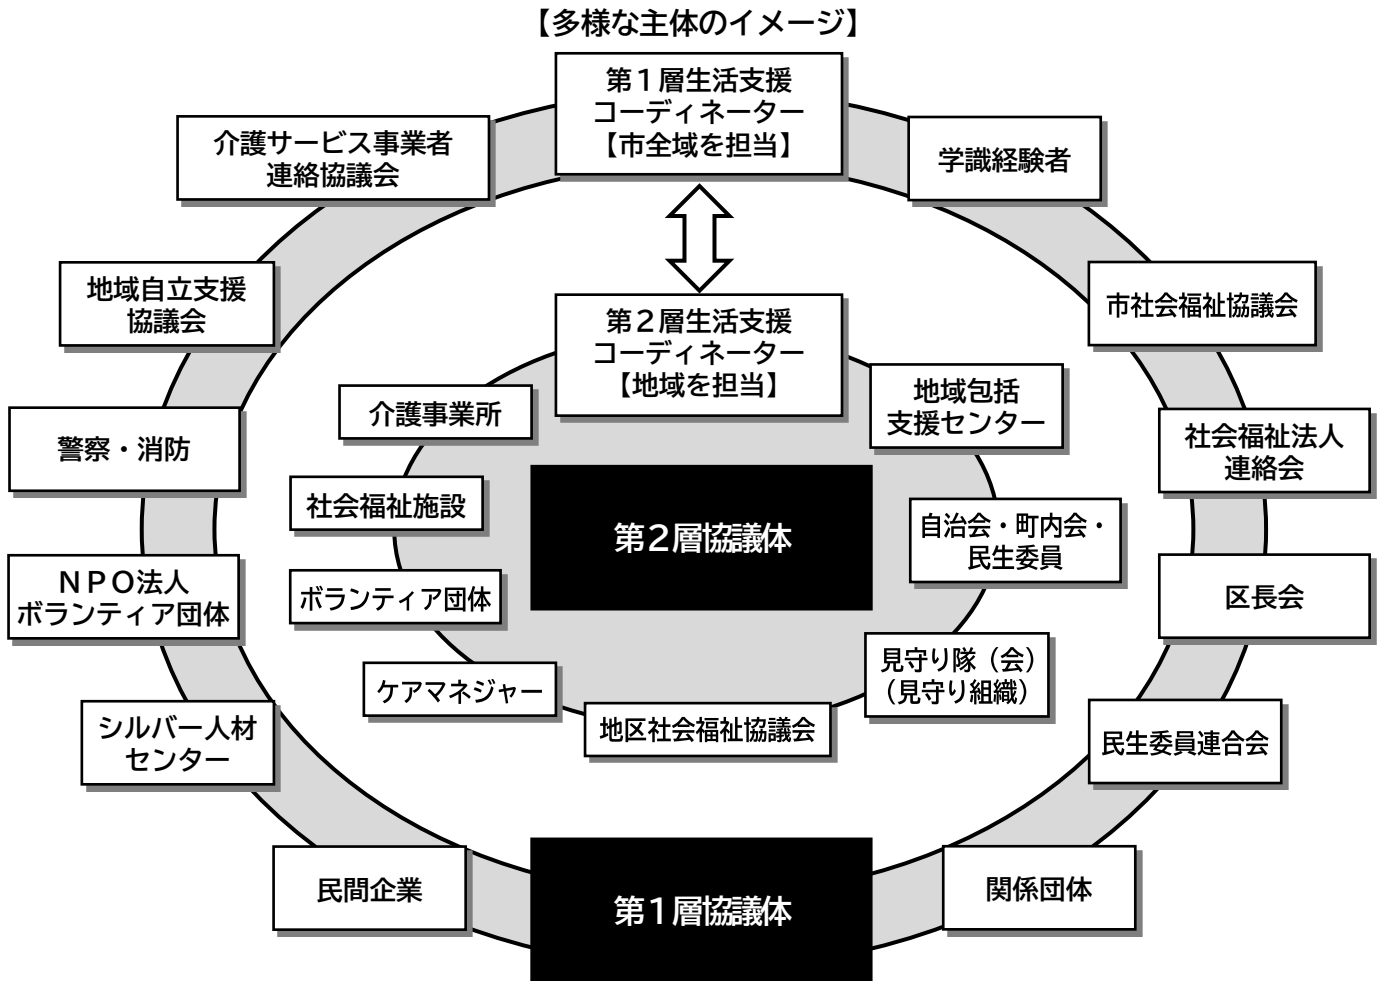 【多様な主体のイメージ】
第１層生活支援
コーディネーター
【市全域を担当】
介護サービス事業者
連絡協議会
学識経験者
地域自立支援
協議会
市社会福祉協議会
第２層生活支援
コーディネーター
【地域を担当】
介護事業所
地域包括
支援センター
警察・消防
社会福祉法人
連絡会
社会福祉施設
第２層協議体
自治会・町内会・
民生委員
ＮＰＯ法人
ボランティア団体
ボランティア団体
区長会
見守り隊（会）
（見守り組織）
ケアマネジャー
地区社会福祉協議会
シルバー人材
センター
民生委員連合会
民間企業
第１層協議体
関係団体